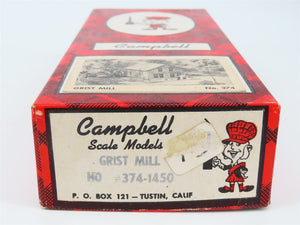 Campbell
GRIST MILL
No. 374
Campbell
Scale Models
GRIST MILL
HO #374-1450
P. O. BOX 121 – TUSTIN, CALIF